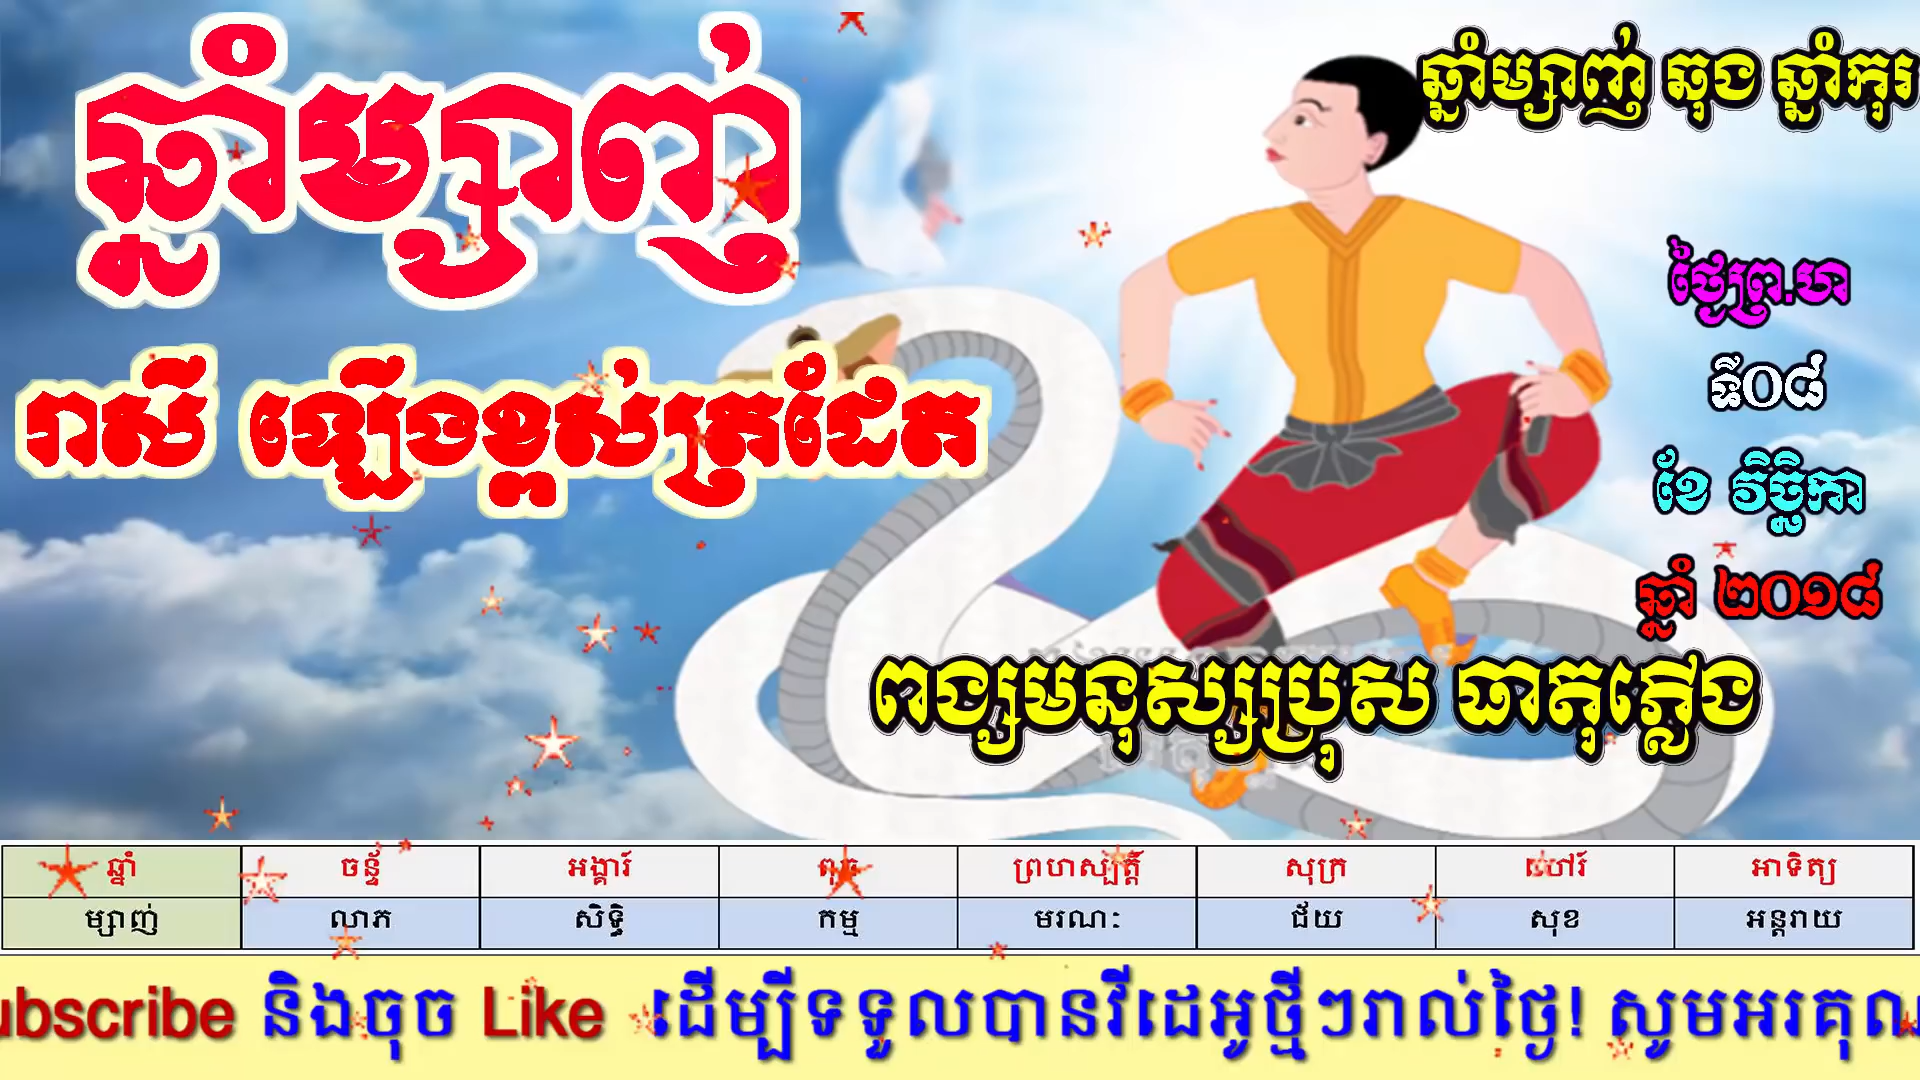 ឆ្នាំម្សាញ់
រាសី ឡើងខ្ពស់ត្រដែត
ឆ្នាំម្សាញ់ ឆុង ឆ្នាំកុរ
ថ្ងៃព្រ.ហ
ទី០៨
ខែ វិច្ឆិកា
ឆ្នាំ ២០១៨
ពង្សមនុស្សប្រុស ធាតុភ្លើង
ឆ្នាំ ចន្ទ័ អង្គារ៍ ពុធ ព្រហស្បត្តិ៍ សុក្រ សៅរ៍ អាទិត្យ
ម្សាញ់ លាភ សិទ្ធិ កម្ម មរណៈ ជ័យ សុខ អន្តរាយ
ubscribe និងចុច Like ដើម្បីទទួលបានវីដេអូថ្មីៗរាល់ថ្ងៃ! សូមអរគុណ